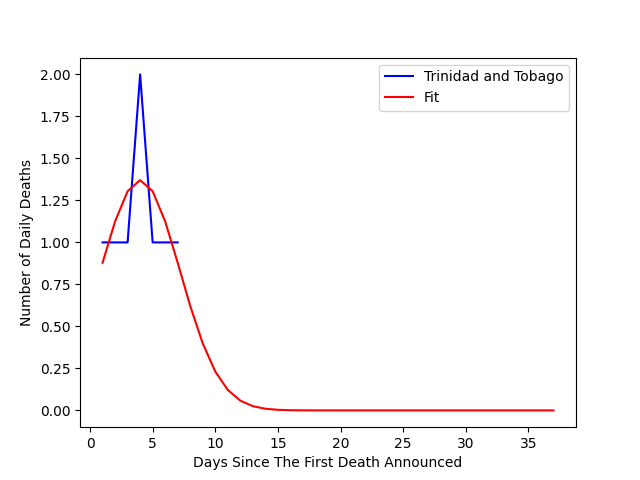 Trinidad and Tobago
Fit
2.00
1.75
1.50
1.25
1.00
0.75
0.50
0.25
0.00
Number of Daily Deaths
0 5 10 15 20 25 30 35
Days Since The First Death Announced